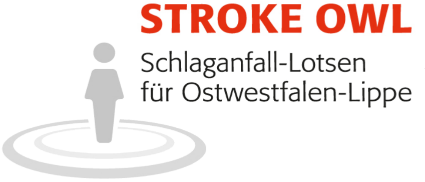 STROKE OWL
Schlaganfall-Lotsen
für Ostwestfalen-Lippe